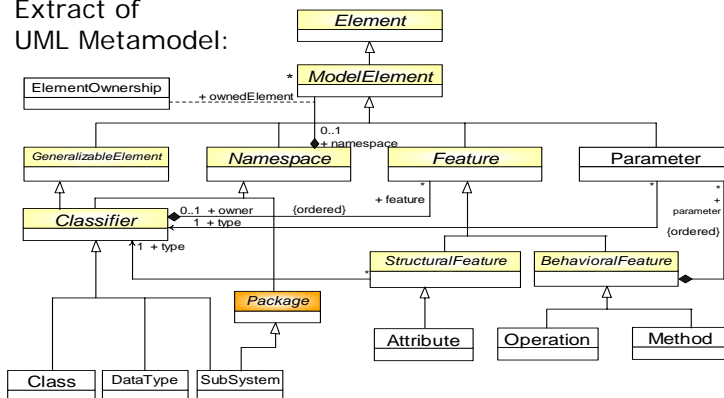 Extract of
UML Metamodel:
Element
ElementOwnership
* ModelElement
+ ownedElement
0..1
+ namespace
GeneralizableElement
Namespace
Feature
Parameter
Classifier
0..1 + owner
{ordered}
*
+ feature
*
*
*
+
parameter
{ordered}
1 + type
1 + type
*
StructuralFeature
BehavioralFeature
Package
Attribute
Operation
Method
Class
DataType
SubSystem